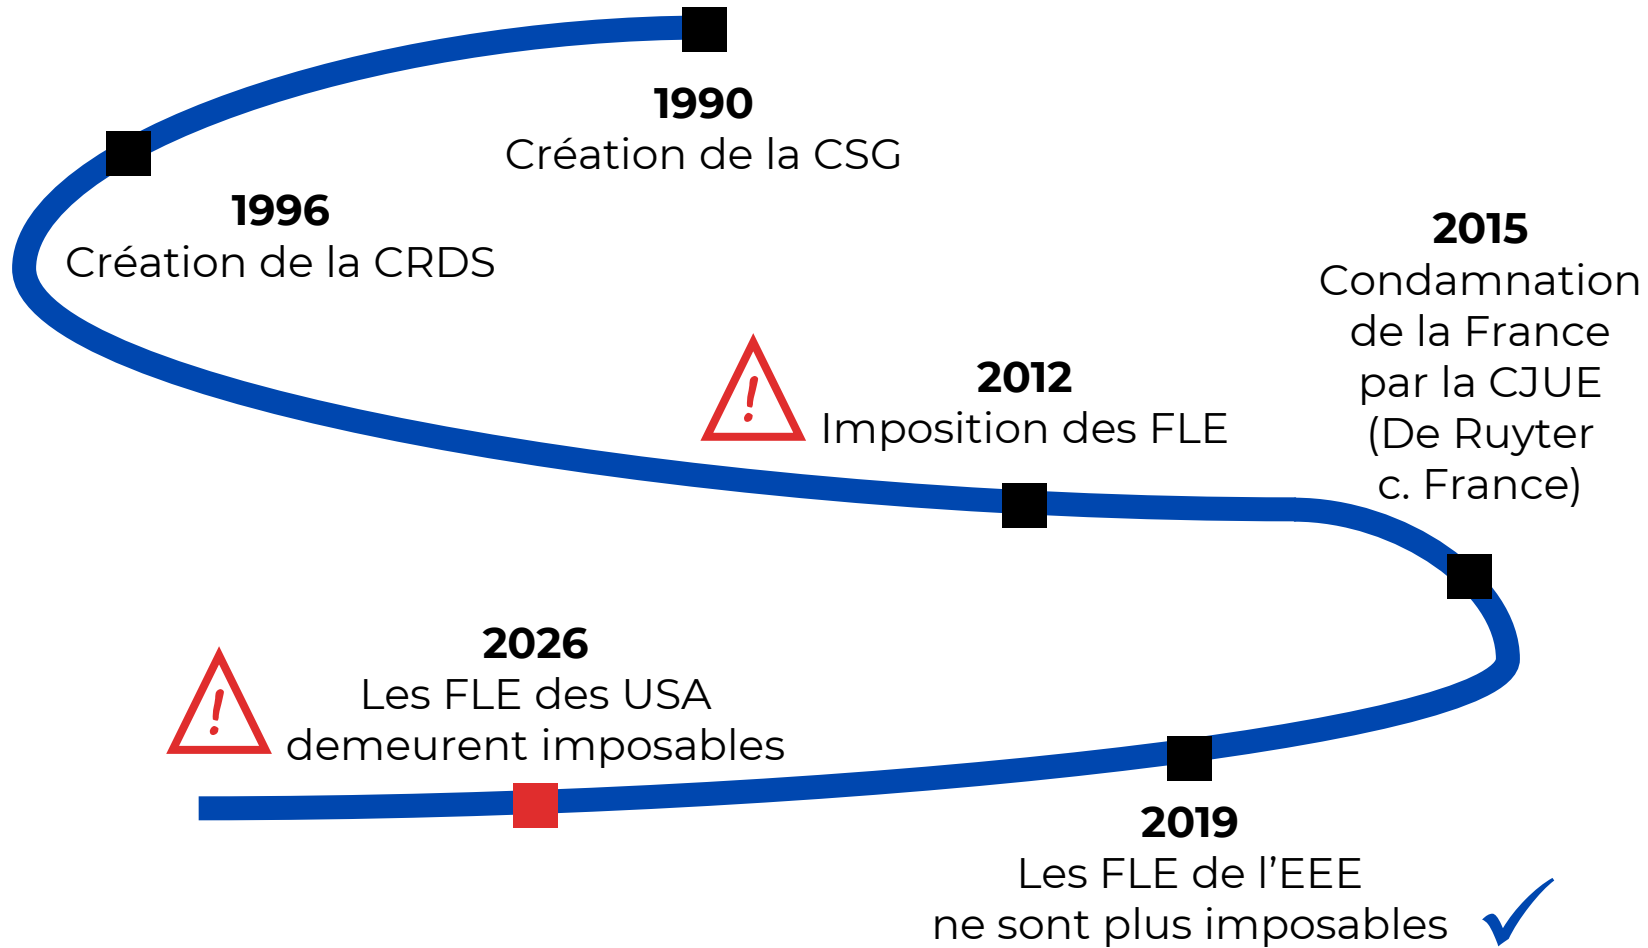 1990
Création de la CSG
1996
Création de la CRDS
2012
Imposition des FLE
2015
Condamnation
de la France
par la CJUE
(De Ruyter
c. France)
2019
Les FLE de l’EEE
ne sont plus imposables
2026
Les FLE des USA
demeurent imposables